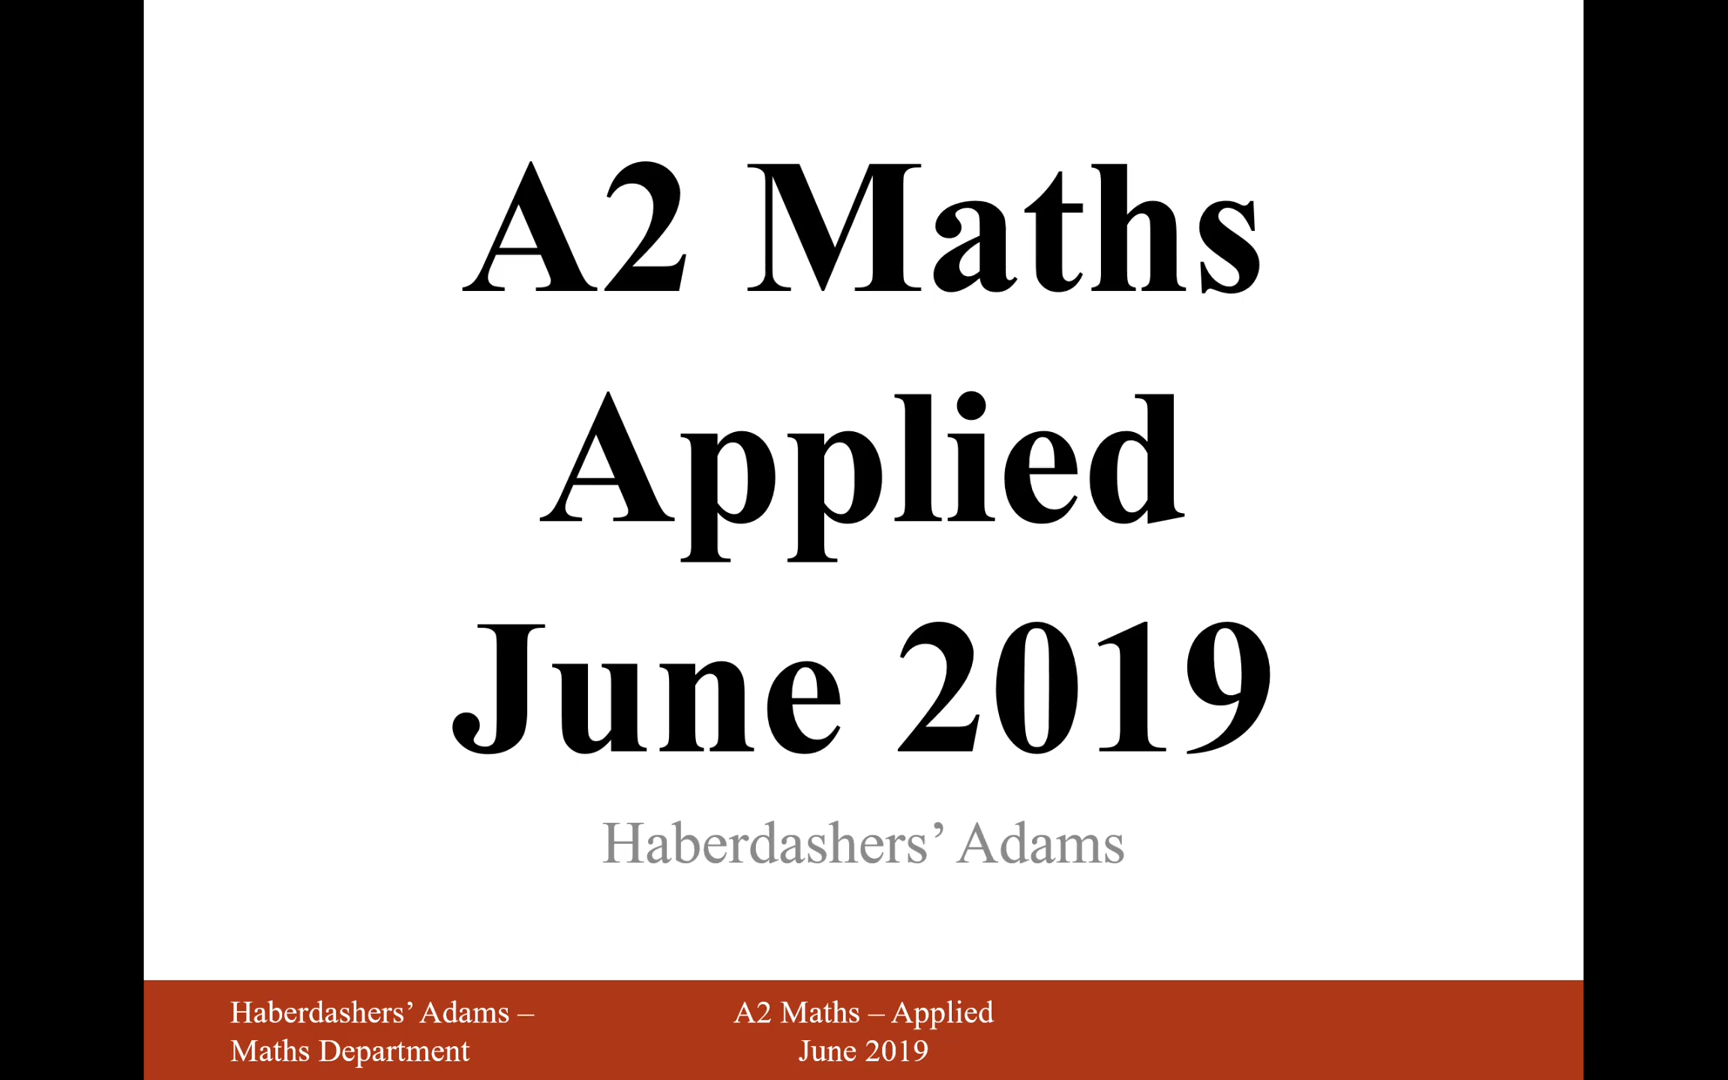 A2 Maths
Applied
June 2019
Haberdashers’ Adams
Haberdashers’ Adams –
Maths Department
A2 Maths – Applied
June 2019